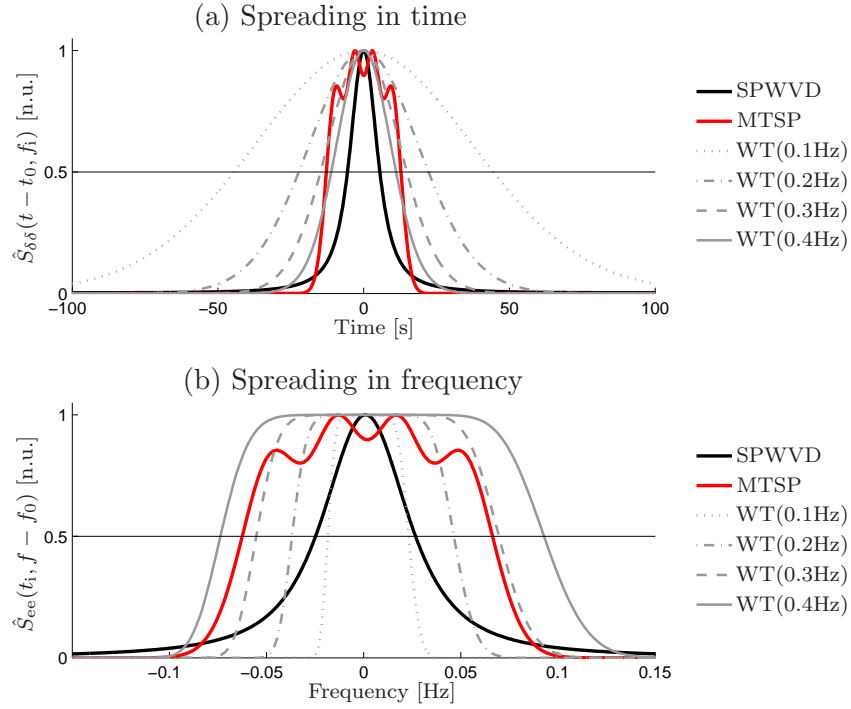 (a) Spreading in time
1
0.5
0
Ŝδδ(t − t0, fi) [n.u.]
−100
−50
0
50
100
Time [s]
SPWVD
MTSP
WT(0.1Hz)
WT(0.2Hz)
WT(0.3Hz)
WT(0.4Hz)
(b) Spreading in frequency
1
0.5
0
Ŝee(ti, f − f0) [n.u.]
−0.1
−0.05
0
0.05
0.1
0.15
Frequency [Hz]
SPWVD
MTSP
WT(0.1Hz)
WT(0.2Hz)
WT(0.3Hz)
WT(0.4Hz)